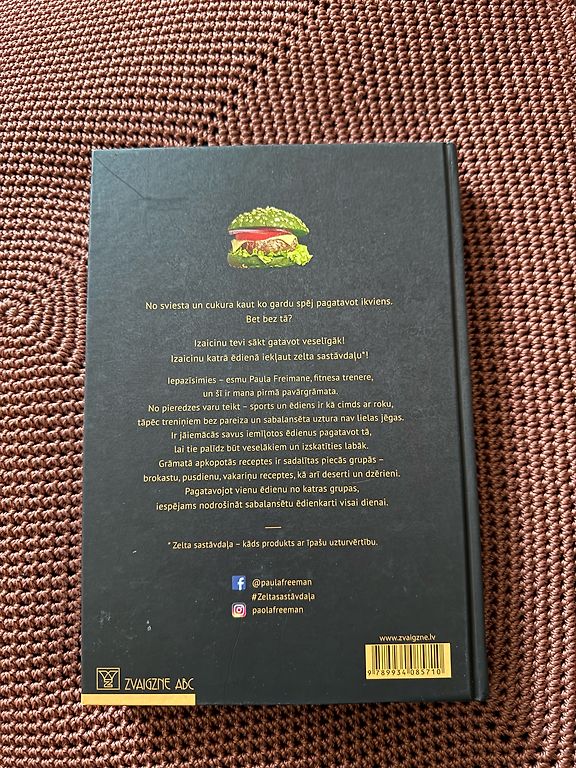 No sviesta un cukura kaut ko gardu spēj pagatavot ikviens.
Bet bez tā?
Izaicinu tevi sākt gatavot veselīgāk!
Izaicinu katrā ēdienā iekļaut zelta sastāvdaļu*!
Iepazīsimies – esmu Paula Freimane, fitnesa trenere,
un šī ir mana pirmā pavārgrāmata.
No pieredzes varu teikt – sports un ēdiens ir kā cimds ar roku,
tāpēc treniņiem bez pareiza un sabalansēta uztura nav lielas jēgas.
Ir jāiemācās savus iemīļotos ēdienus pagatavot tā,
lai tie palīdz būt veselākiem un izskatīties labāk.
Grāmatā apkopotās receptes ir sadalītas piecās grupās –
brokastu, pusdienu, vakariņu receptes, kā arī deserti un dzērieni.
Pagatavojot vienu ēdienu no katras grupas,
iespējams nodrošināt sabalansētu ēdienkarti visai dienai.
* Zelta sastāvdaļa – kāds produkts ar īpašu uzturvērtību.
@paulafreeman
#Zeltasastāvdaļa
paolafreeman
www.zvaigzne.lv
9 789934 085710
ZVAIGZNE ABC